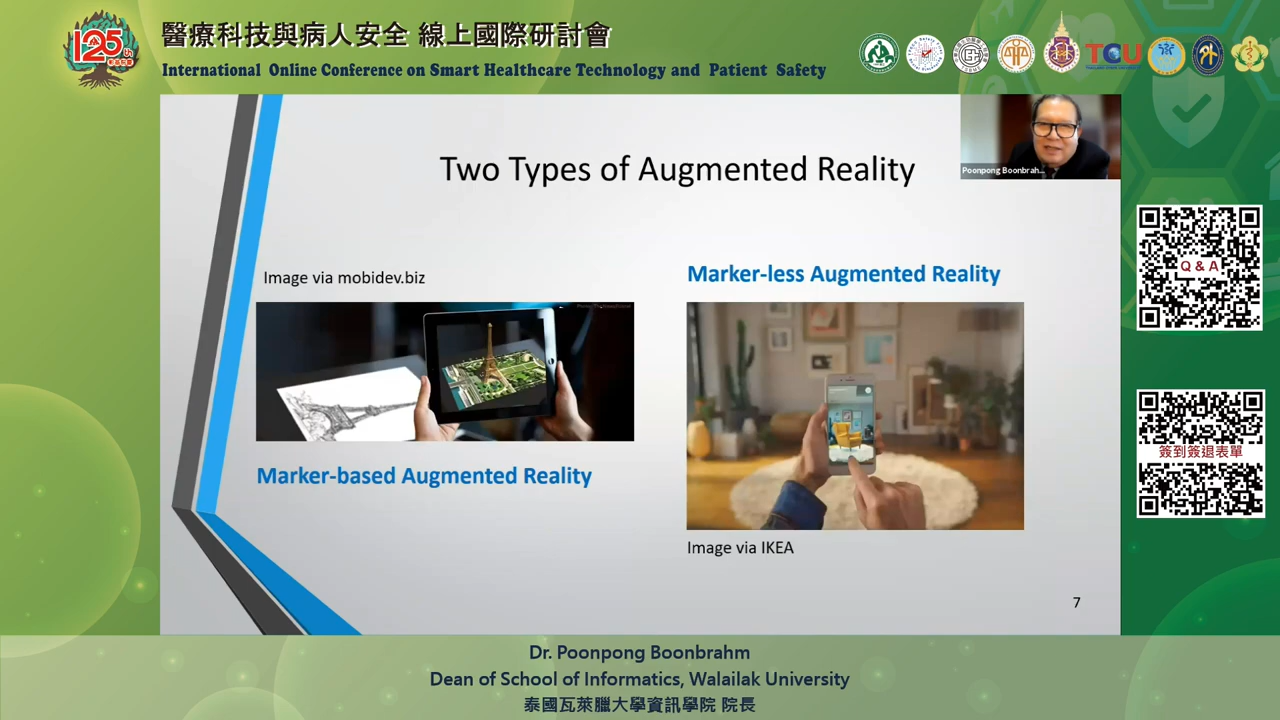 125
醫療科技與病人安全 線上國際研討會
International Online Conference on Smart Healthcare Technology and Patient Safety
TCU
Two Types of Augmented Reality
Poonpong Boonbrah...
Image via mobidev.biz
Marker-less Augmented Reality
Q & A
Marker-based Augmented Reality
簽到簽退表單
Image via IKEA
7
Dr. Poonpong Boonbrahm
Dean of School of Informatics, Walailak University
泰國瓦萊臘大學資訊學院 院長